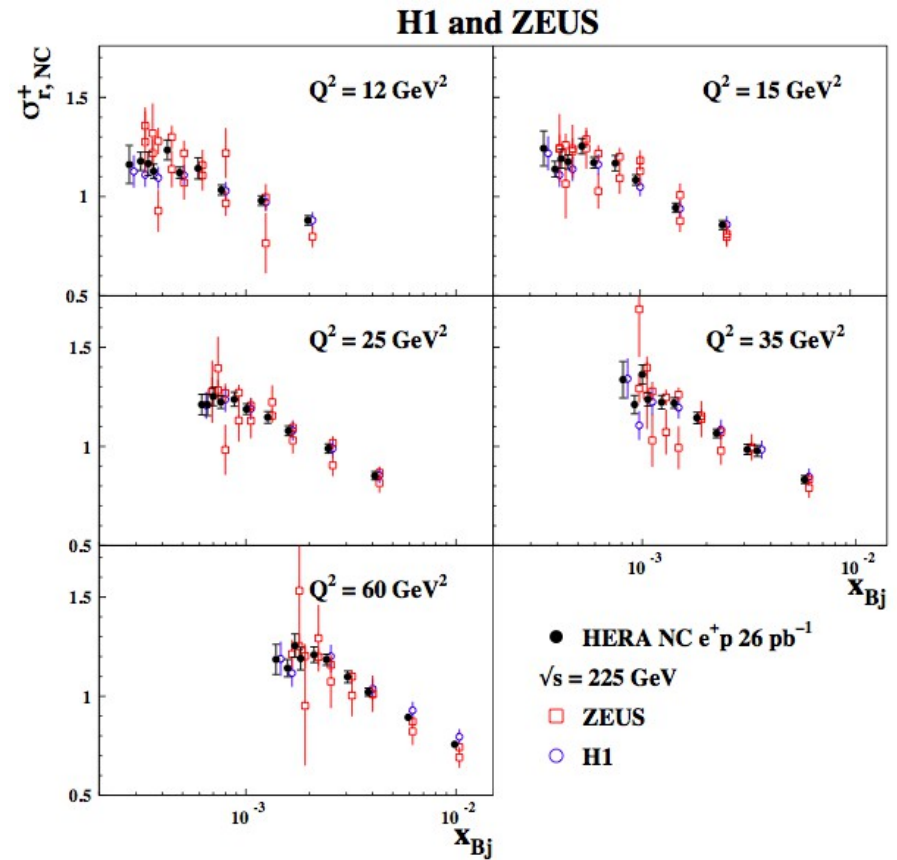 H1 and ZEUS
σ⁺r, NC
Q² = 12 GeV²
Q² = 15 GeV²
1.5
1
0.5
Q² = 25 GeV²
Q² = 35 GeV²
1.5
1
0.5
10⁻³
10⁻²
xBj
Q² = 60 GeV²
1.5
1
0.5
10⁻³
10⁻²
xBj
HERA NC e⁺p 26 pb⁻¹
√s = 225 GeV
ZEUS
H1